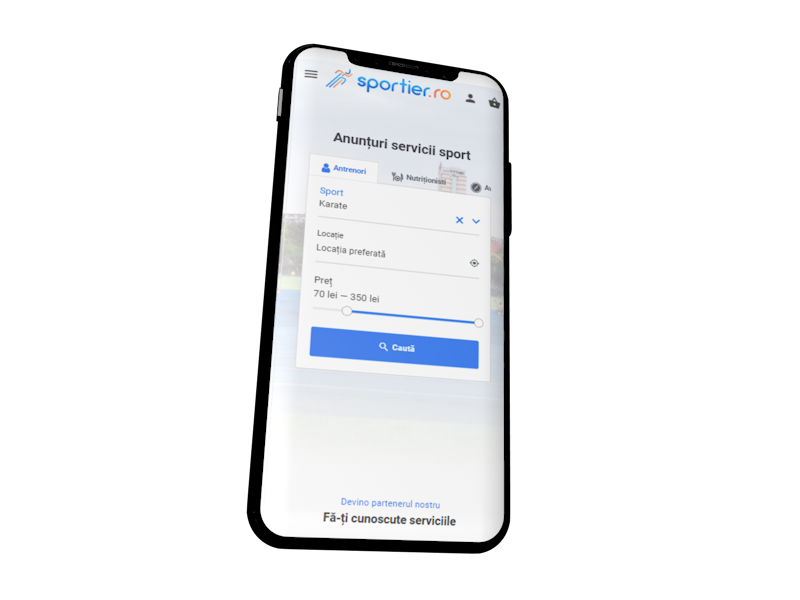 sportier.ro
Anunțuri servicii sport
Antrenori
Nutriționiști
Sport
Karate
Locație
Locația preferată
Preț
70 lei — 350 lei
Caută
Devino partenerul nostru
Fă-ți cunoscute serviciile